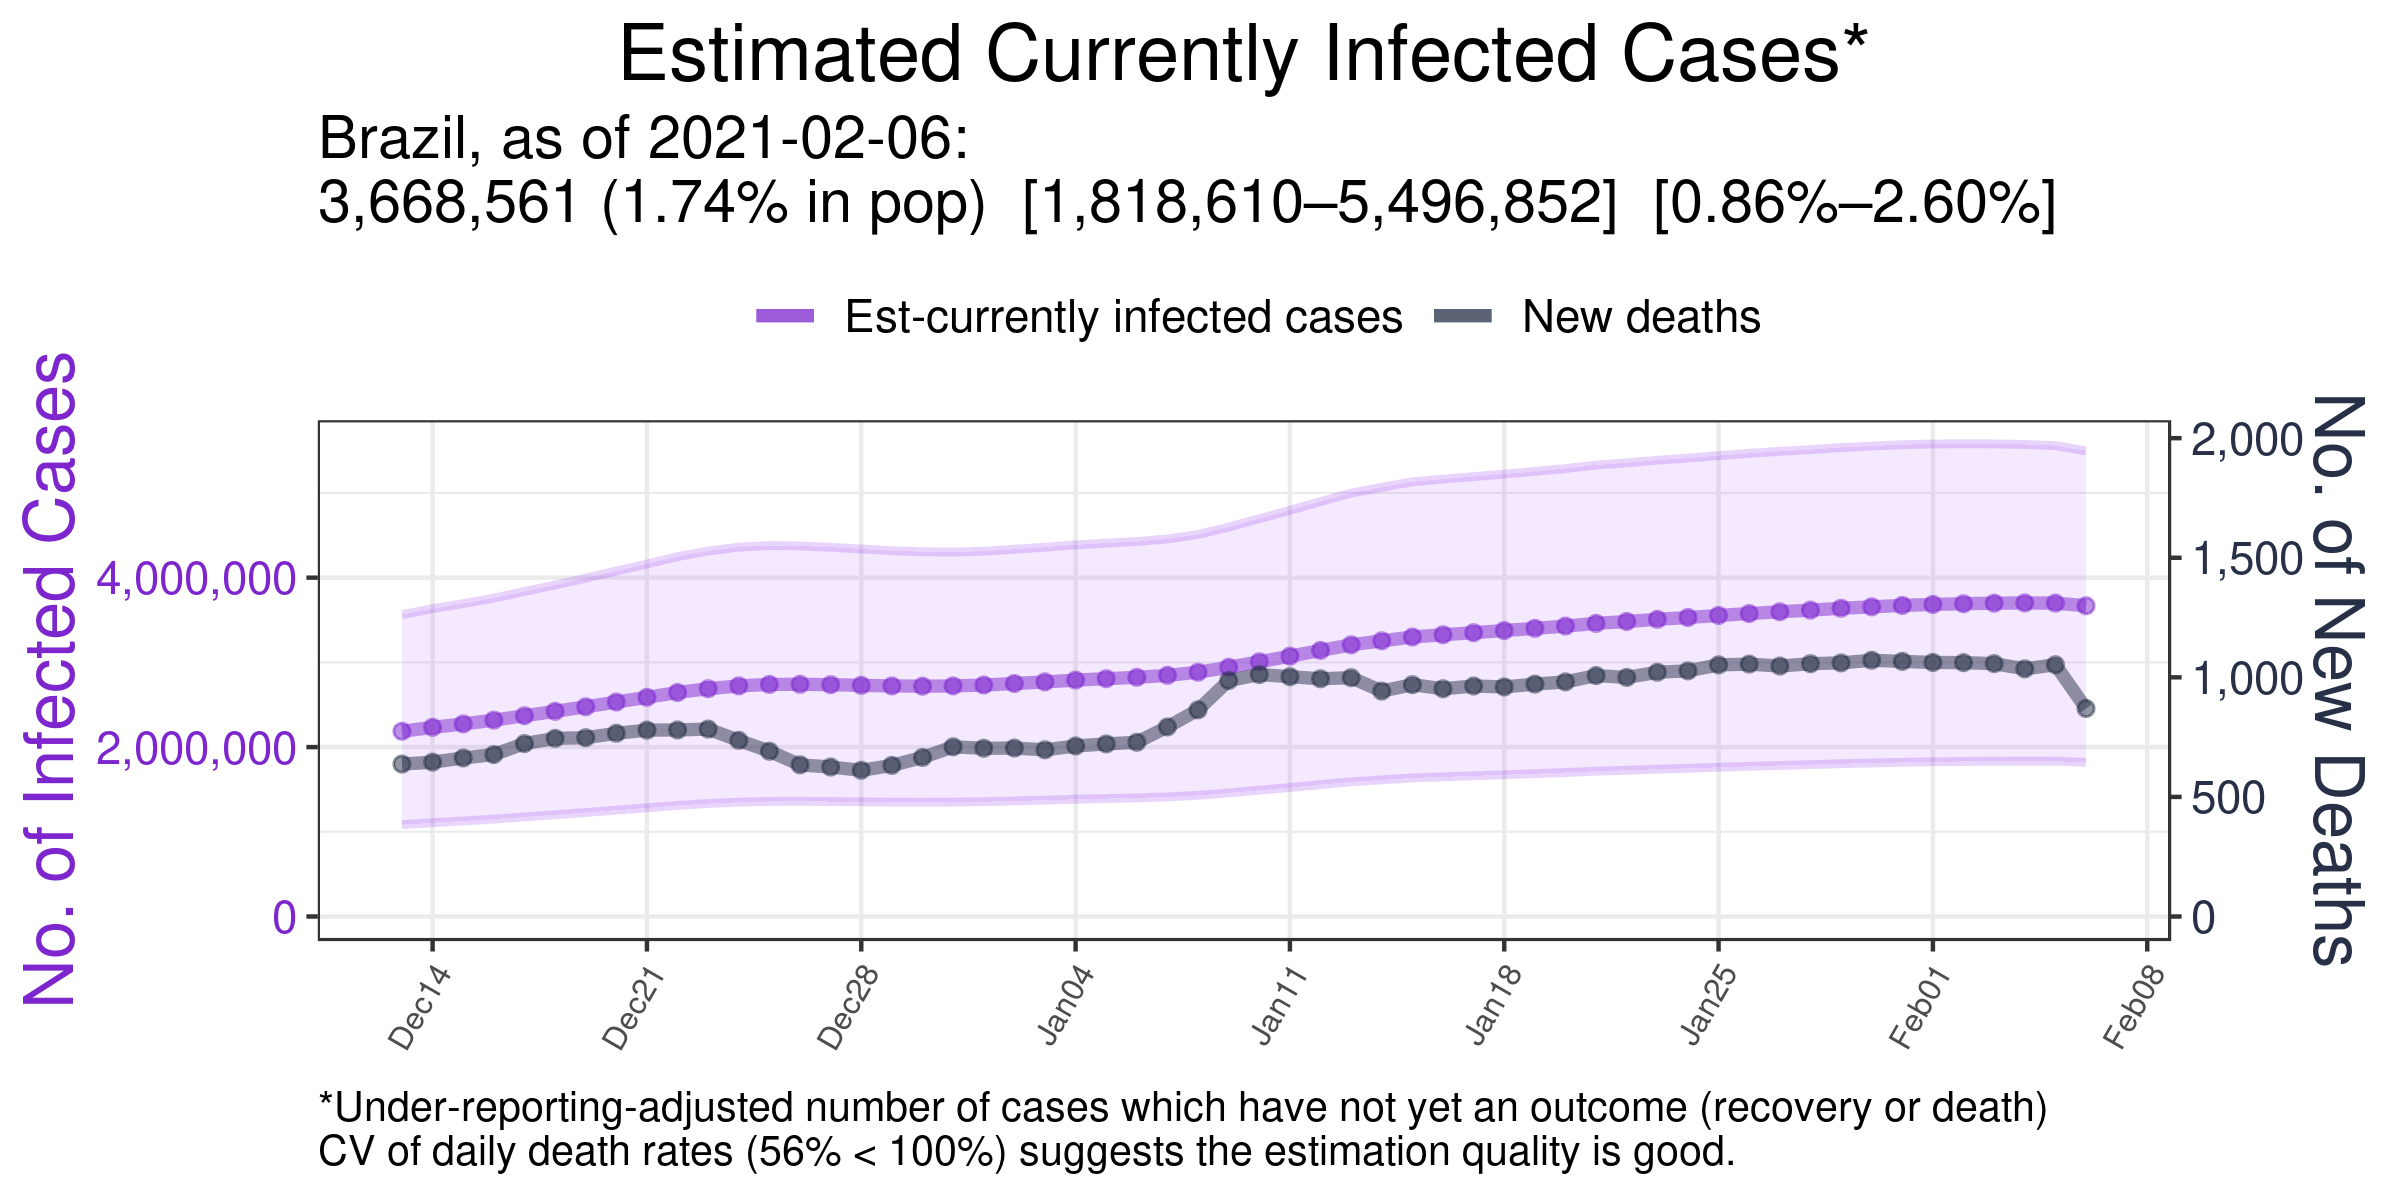 Estimated Currently Infected Cases*
Brazil, as of 2021-02-06:
3,668,561 (1.74% in pop) [1,818,610–5,496,852] [0.86%–2.60%]
Est-currently infected cases
New deaths
No. of Infected Cases
4,000,000
2,000,000
0
2,000
1,500
1,000
500
0
No. of New Deaths
Dec14
Dec21
Dec28
Jan04
Jan11
Jan18
Jan25
Feb01
Feb08
*Under-reporting-adjusted number of cases which have not yet an outcome (recovery or death)
CV of daily death rates (56% < 100%) suggests the estimation quality is good.